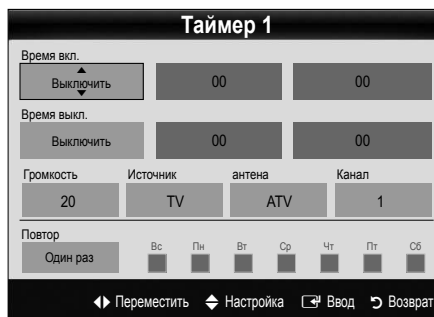 Таймер 1
Время вкл.
Выключить 00 00
Время выкл.
Выключить 00 00
Громкость Источник антена Канал
20 TV ATV 1
Повтор
Вс Пн Вт Ср Чт Пт Сб
Один раз
Переместить Настройка Ввод Возврат